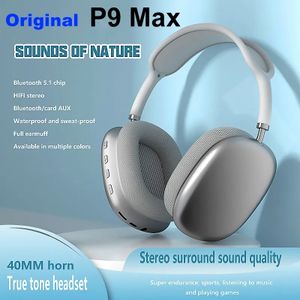 Original P9 Max
SOUNDS OF NATURE
Bluetooth 5.1 chip
HIFI stereo
Bluetooth/card AUX
Waterproof and sweat-proof
Full earmuff
Available in multiple colors
40MM horn
True tone headset
Stereo surround sound quality
Super endurance, sports, listening to music
and playing games